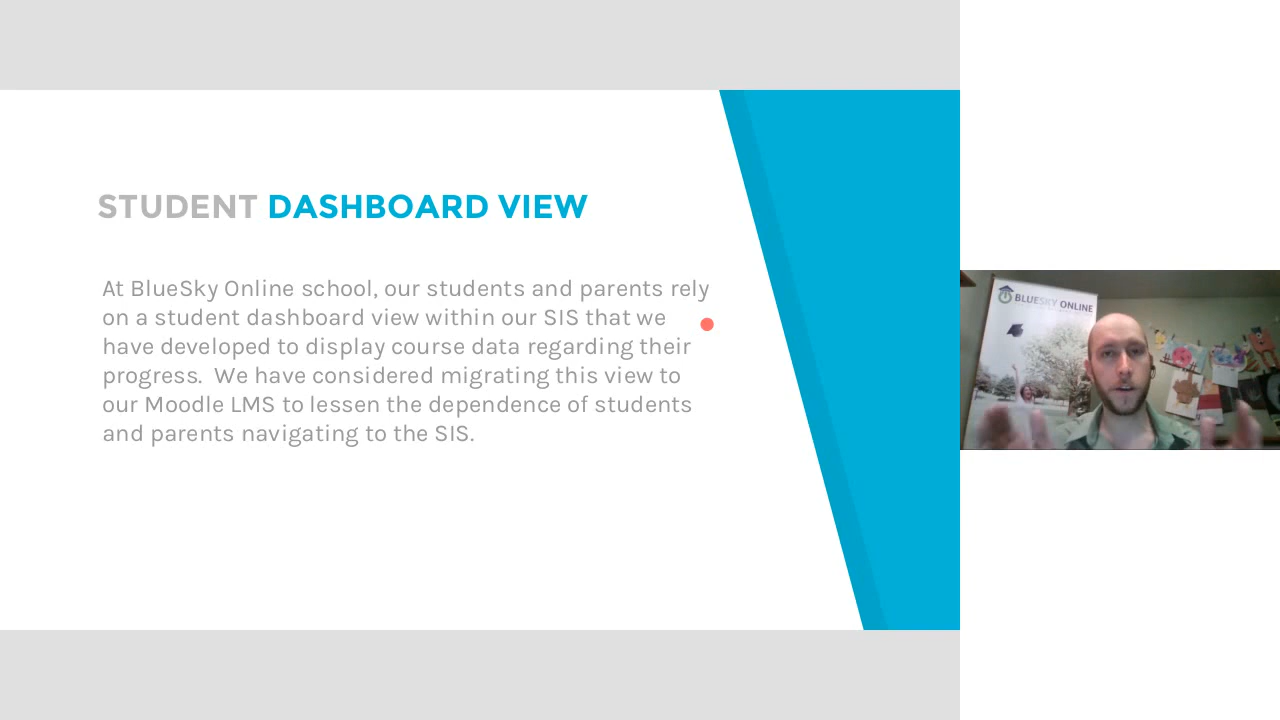 STUDENT DASHBOARD VIEW
At BlueSky Online school, our students and parents rely
on a student dashboard view within our SIS that we
have developed to display course data regarding their
progress.  We have considered migrating this view to
our Moodle LMS to lessen the dependence of students
and parents navigating to the SIS.
BLUESKY ONLINE